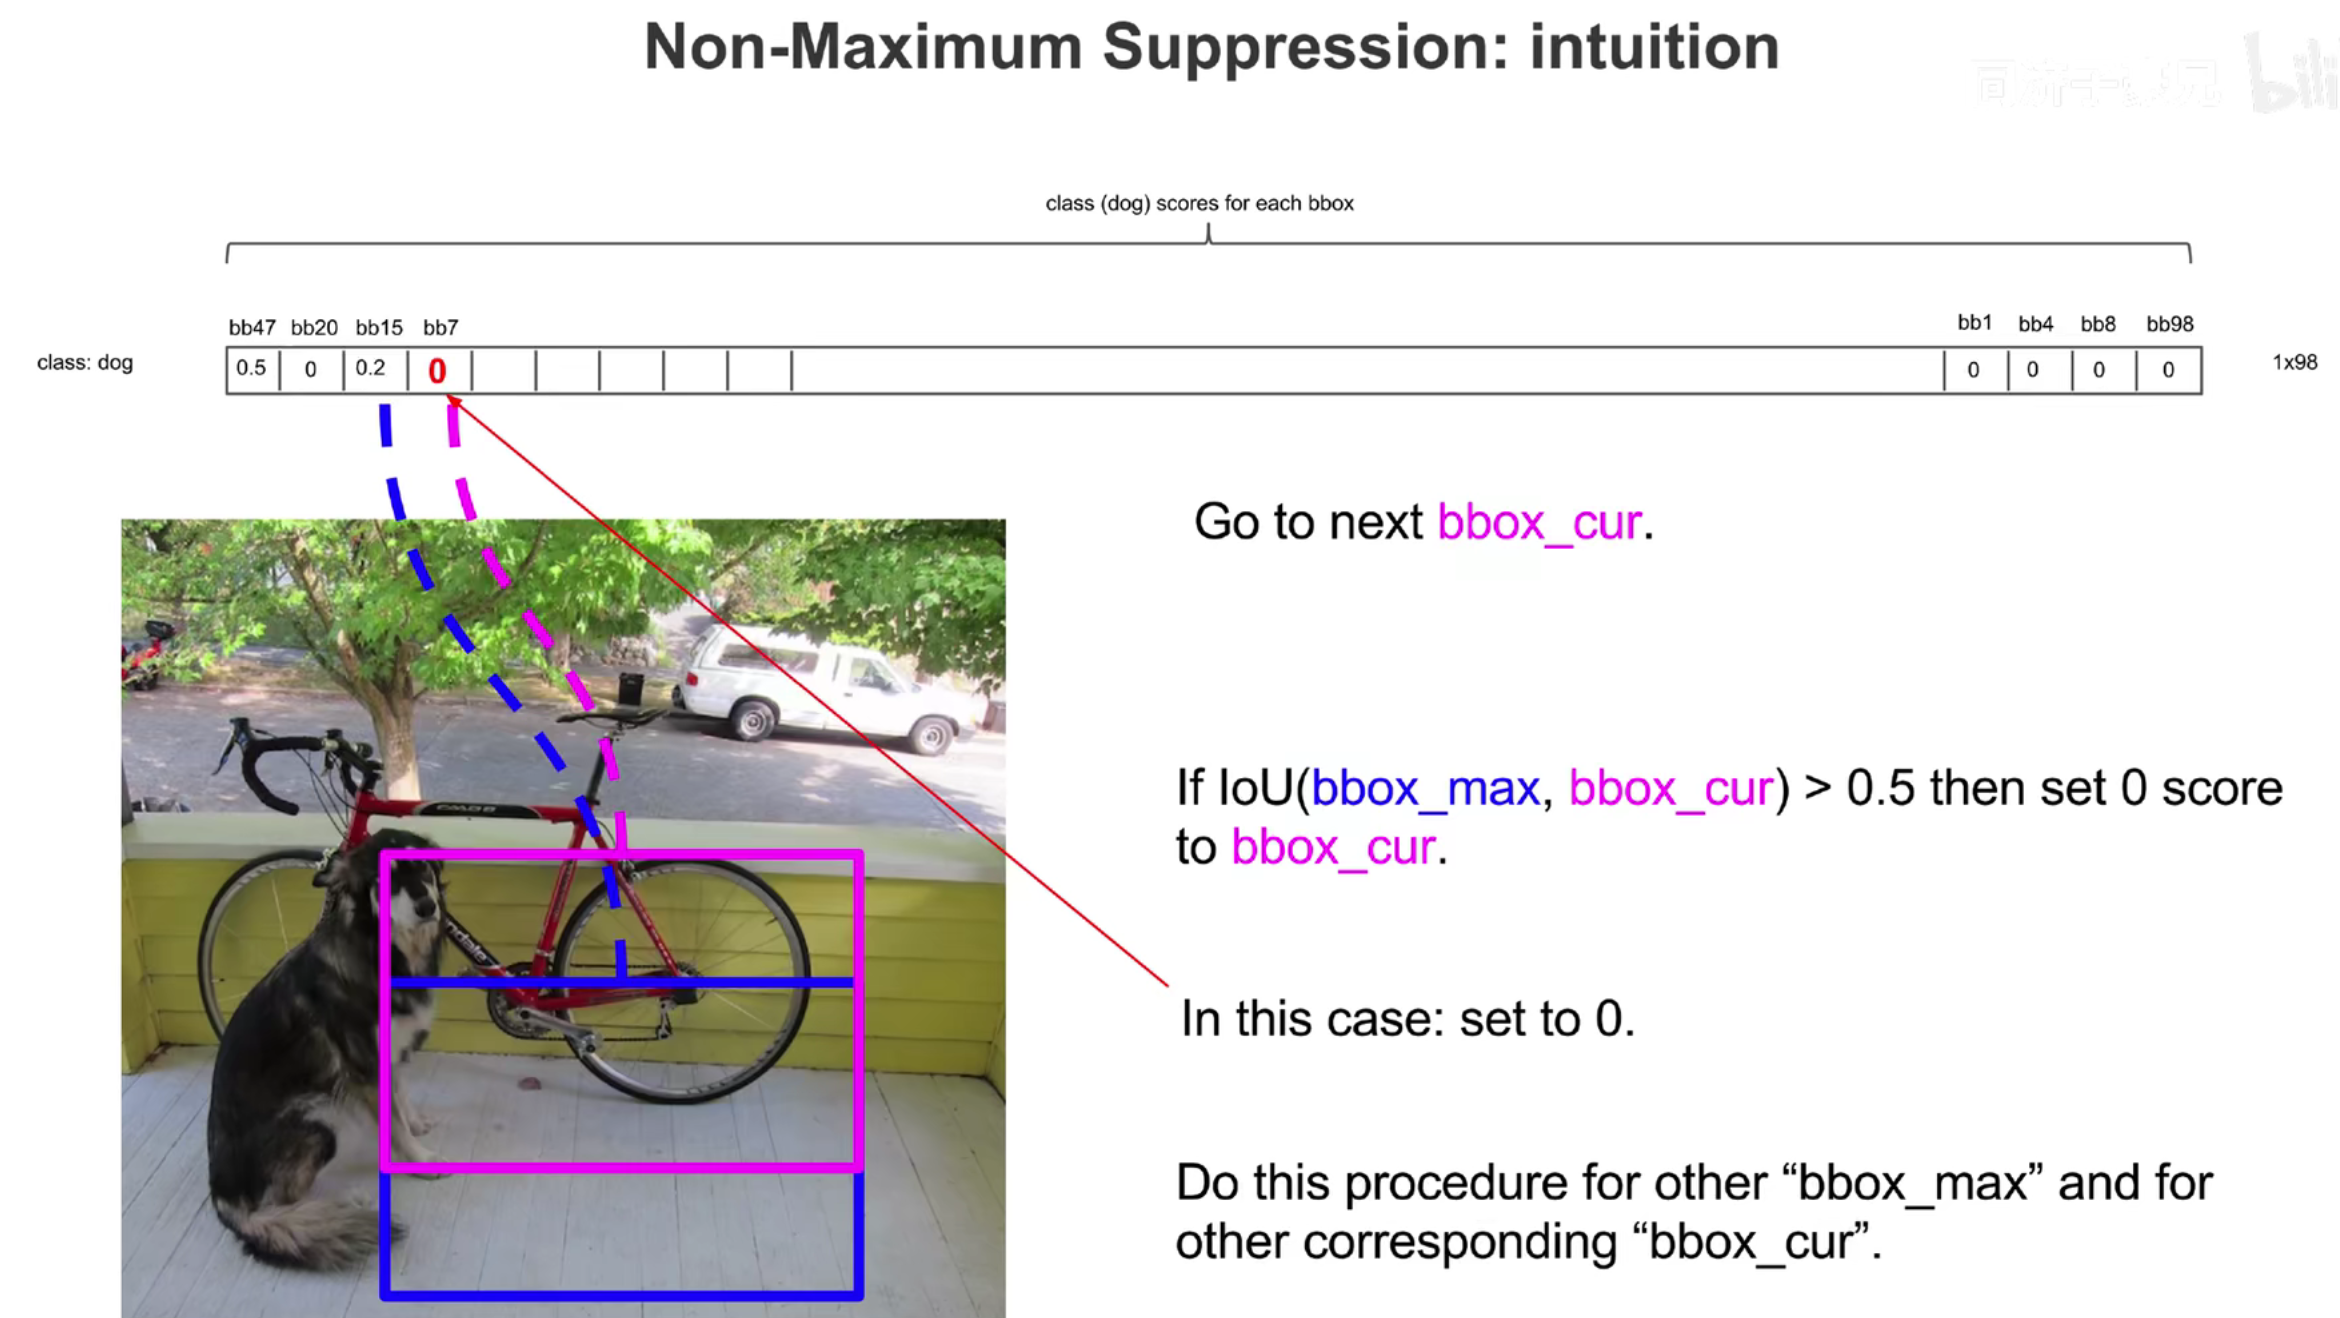 Non-Maximum Suppression: intuition
bili
class (dog) scores for each bbox
bb47 bb20 bb15 bb7 bb1 bb4 bb8 bb98
class: dog 0.5 0 0.2 0 0 0 0 0 1x98
Go to next bbox_cur.
If IoU(bbox_max, bbox_cur) > 0.5 then set 0 score
to bbox_cur.
In this case: set to 0.
Do this procedure for other “bbox_max” and for
other corresponding “bbox_cur”.